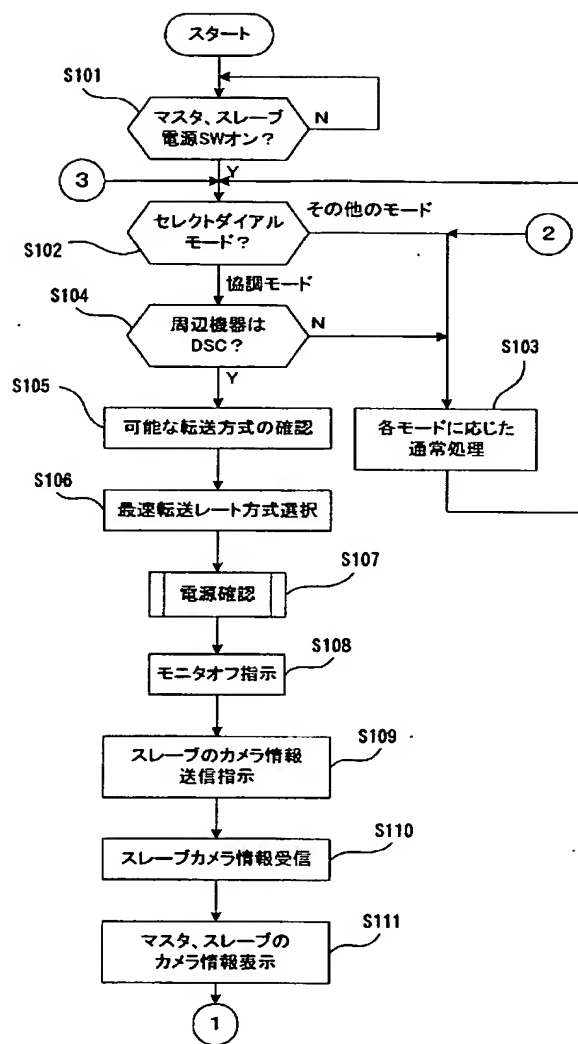 スタート
S101
マスタ、スレーブ
電源SWオン?
N
Y
3
セレクトダイアル
モード?
その他のモード
2
S102
協調モード
S104
周辺機器は
DSC?
N
Y
S103
各モードに応じた
通常処理
S105
可能な転送方式の確認
S106
最速転送レート方式選択
S107
電源確認
S108
モニタオフ指示
S109
スレーブのカメラ情報
送信指示
S110
スレーブカメラ情報受信
S111
マスタ、スレーブの
カメラ情報表示
1